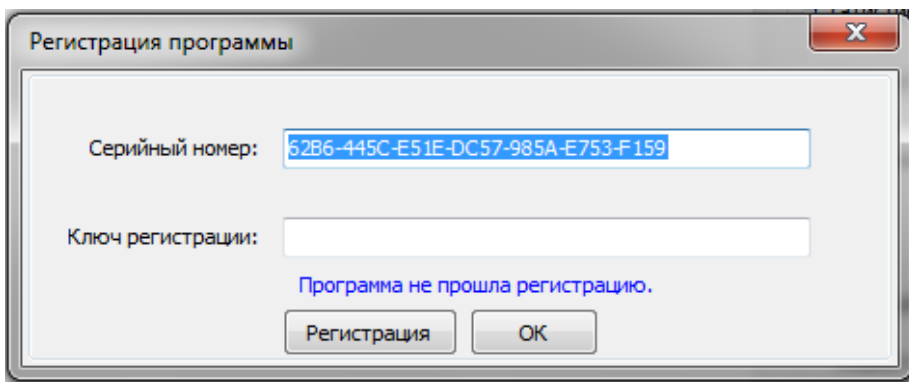 Регистрация программы
Серийный номер: 62B6-445C-E51E-DC57-985A-E753-F159
Ключ регистрации:
Программа не прошла регистрацию.
Регистрация OK